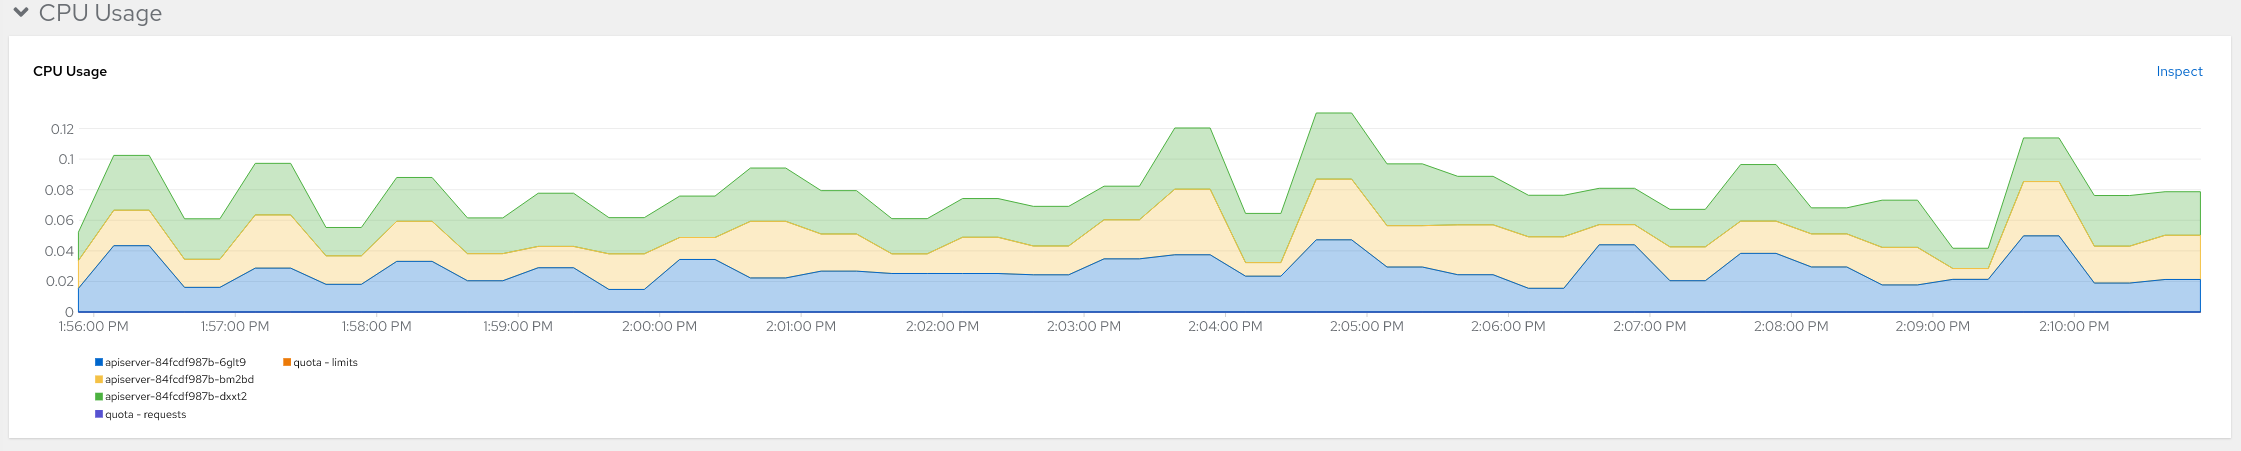 CPU Usage
CPU Usage
Inspect
0.12
0.1
0.08
0.06
0.04
0.02
0
1:56:00 PM 1:57:00 PM 1:58:00 PM 1:59:00 PM 2:00:00 PM 2:01:00 PM 2:02:00 PM 2:03:00 PM 2:04:00 PM 2:05:00 PM 2:06:00 PM 2:07:00 PM 2:08:00 PM 2:09:00 PM 2:10:00 PM
apiserver-84fcdf987b-6glt9 quota - limits
apiserver-84fcdf987b-bm2bd
apiserver-84fcdf987b-dxxt2
quota - requests